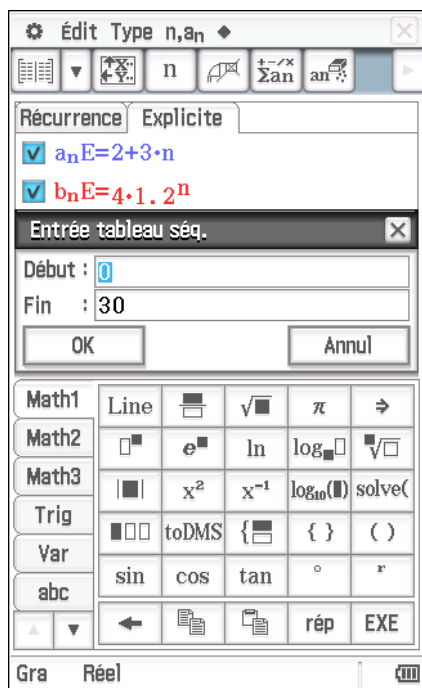 Édit Type n,aₙ
n +-/× Σan an
Récurrence Explicite
aₙE=2+3·n
bₙE=4·1.2ⁿ
Entrée tableau séq.
Début : 0
Fin : 30
OK Annul
Math1 Line √■ π ⇒
Math2 □■ e■ ln log■□ ■√□
Math3 |■| x² x⁻¹ log₁₀(■) solve(
Trig ■□□ toDMS {■ { } ( )
Var
abc sin cos tan ° r
rép EXE
Gra Réel